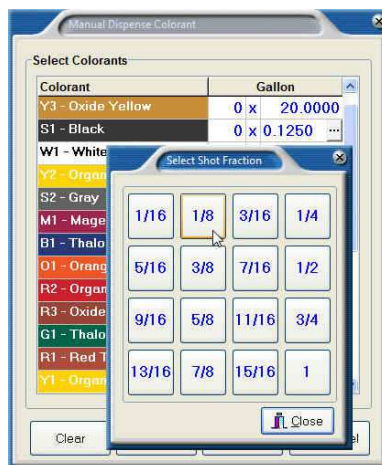 Manual Dispense Colorant
Select Colorants
Colorant Gallon
Y3 - Oxide Yellow 0 x 20.0000
S1 - Black 0 x 0.1250 ...
W1 - White
Y2 - Organ
S2 - Gray
M1 - Mage
B1 - Thalo
O1 - Orang
R2 - Organ
R3 - Oxide
G1 - Thalo
R1 - Red T
Y1 - Organ
Select Shot Fraction
1/16 1/8 3/16 1/4
5/16 3/8 7/16 1/2
9/16 5/8 11/16 3/4
13/16 7/8 15/16 1
Close
Clear